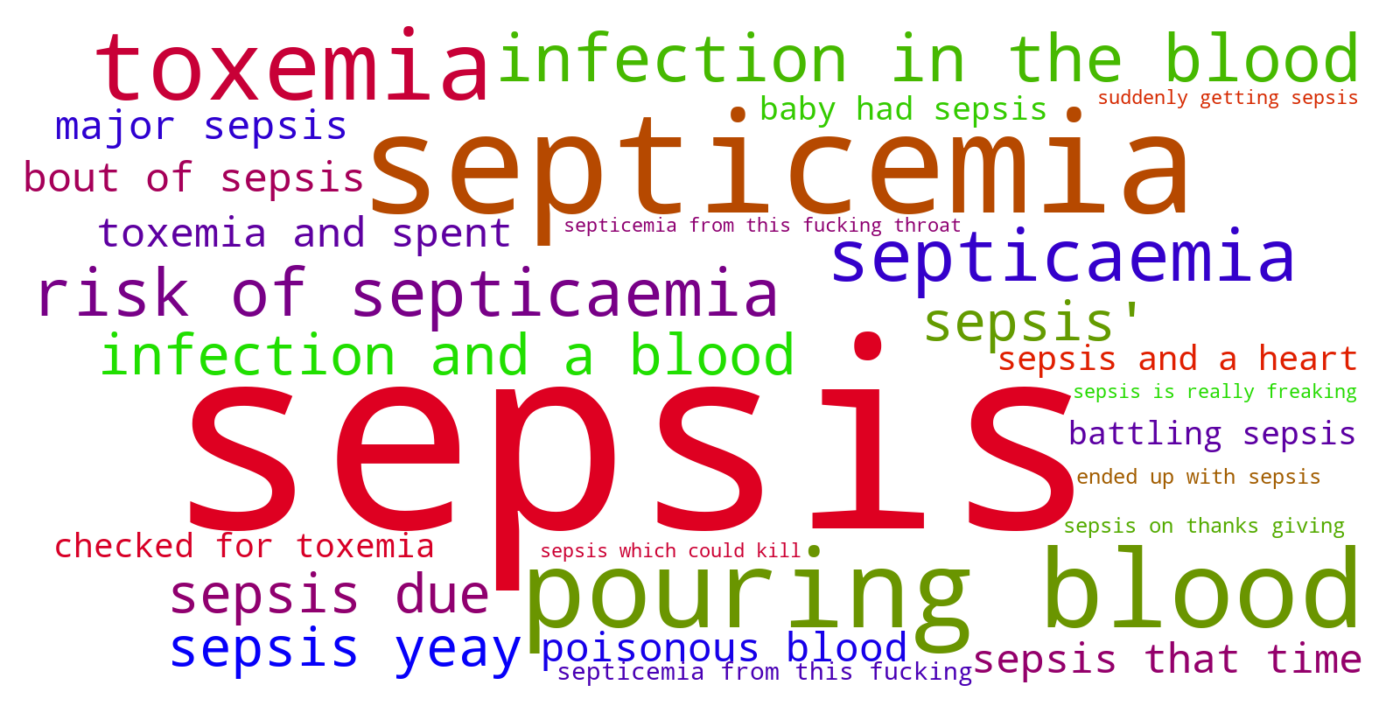 toxemia
infection in the blood
suddenly getting sepsis
baby had sepsis
major sepsis
septicemia
bout of sepsis
septicemia from this fucking throat
toxemia and spent
septicaemia
risk of septicaemia
sepsis'
infection and a blood
sepsis and a heart
sepsis
sepsis is really freaking
battling sepsis
ended up with sepsis
sepsis on thanks giving
checked for toxemia
sepsis which could kill
pouring blood
sepsis due
sepsis yeay
poisonous blood
sepsis that time
septicemia from this fucking